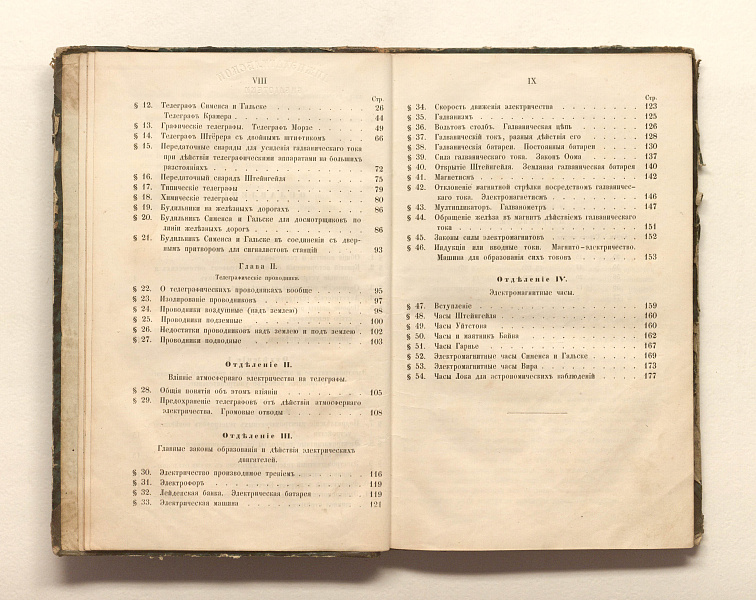 VIII
Стр.
§ 12. Телеграфъ Сименса и Гальске 26
Телеграфъ Крамера 44
§ 13. Графическіе телеграфы. Телеграфъ Морзе 49
§ 14. Телеграфъ Штёрера съ двойнымъ штифтикомъ 66
§ 15. Передаточные снаряды для усиленія гальваническаго тока
при дѣйствіи телеграфическими аппаратами на большихъ
разстояніяхъ 72
§ 16. Передаточный снарядъ Штейнгейля 75
§ 17. Типическіе телеграфы 79
§ 18. Химическіе телеграфы 80
§ 19. Будильники на желѣзныхъ дорогахъ 86
§ 20. Будильникъ Сименса и Гальске для досмотрщиковъ по
линіи желѣзныхъ дорогъ 86
§ 21. Будильникъ Сименса и Гальске въ соединеніи съ двер-
нымъ притворомъ для сигналистовъ станцій 93
Глава II.
Телеграфическіе проводники.
§ 22. О телеграфическихъ проводникахъ вообще 95
§ 23. Изолированіе проводниковъ 97
§ 24. Проводники воздушные (надъ землею) 98
§ 25. Проводники подземные 100
§ 26. Недостатки проводниковъ надъ землею и подъ землею 102
§ 27. Проводники подводные 103
Отдѣленіе II.
Вліяніе атмосфернаго электричества на телеграфы.
§ 28. Общія понятія объ этомъ вліяніи 105
§ 29. Предохраненіе телеграфовъ отъ дѣйствія атмосфернаго
электричества. Громовые отводы 108
Отдѣленіе III.
Главные законы образованія и дѣйствія электрическихъ
двигателей.
§ 30. Электричество производимое треніемъ 116
§ 31. Электрофоръ 119
§ 32. Лейденская банка. Электрическая батарея 119
§ 33. Электрическая машина 121
IX
Стр.
§ 34. Скорость движенія электричества 123
§ 35. Гальванизмъ 125
§ 36. Вольтовъ столбъ. Гальваническая цѣпь 126
§ 37. Гальваническій токъ, разныя дѣйствія его 128
§ 38. Гальваническія батареи. Постоянныя батареи 130
§ 39. Сила гальваническаго тока. Законъ Оома 137
§ 40. Открытіе Штейнгейля. Земляная гальваническая батарея 140
§ 41. Магнетизмъ 142
§ 42. Отклоненіе магнитной стрѣлки посредствомъ гальваничес-
каго тока. Электромагнетизмъ 146
§ 43. Мультипликаторъ. Гальванометръ 147
§ 44. Обращеніе желѣза въ магнитъ дѣйствіемъ гальваническаго
тока 151
§ 45. Законы силы электромагнитовъ 152
§ 46. Индукція или вводные токи. Магнито-электричество.
Машина для образованія сихъ токовъ 153
Отдѣленіе IV.
Электромагнитные часы.
§ 47. Вступленіе 159
§ 48. Часы Штейнгейля 160
§ 49. Часы Уитстона 160
§ 50. Часы и маятникъ Байна 162
§ 51. Часы Гарнье 167
§ 52. Электромагнитные часы Сименса и Гальске 169
§ 53. Электромагнитные часы Вира 173
§ 54. Часы Лока для астрономическихъ наблюденій 177